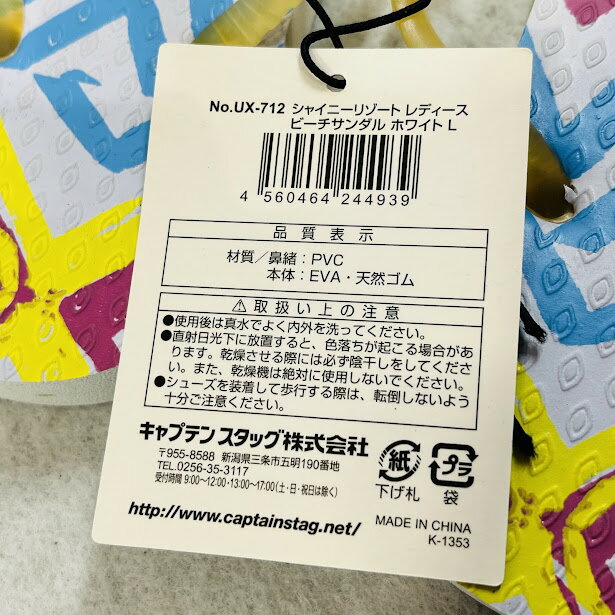 No.UX-712 シャイニーリゾート レディース
ビーチサンダル ホワイト L
4 560464 244939
品質表示
材質／鼻緒：PVC
本体：EVA・天然ゴム
⚠取扱い上の注意
●使用後は真水でよく内外を洗ってください。
●直射日光下に放置すると、色落ちが起こる場合があ
ります。乾燥させる際には必ず陰干しをしてくださ
い。また、乾燥機は絶対に使用しないでください。
●シューズを装着して歩行する際は、転倒しないよう
十分ご注意ください。
キャプテン スタッグ株式会社
〒955-8588 新潟県三条市五明190番地
TEL.0256-35-3117
受付時間 9:00～12:00・13:00～17:00(土・日・祝日は除く)
http://www.captainstag.net/
紙
下げ札
プラ
袋
MADE IN CHINA
K-1353